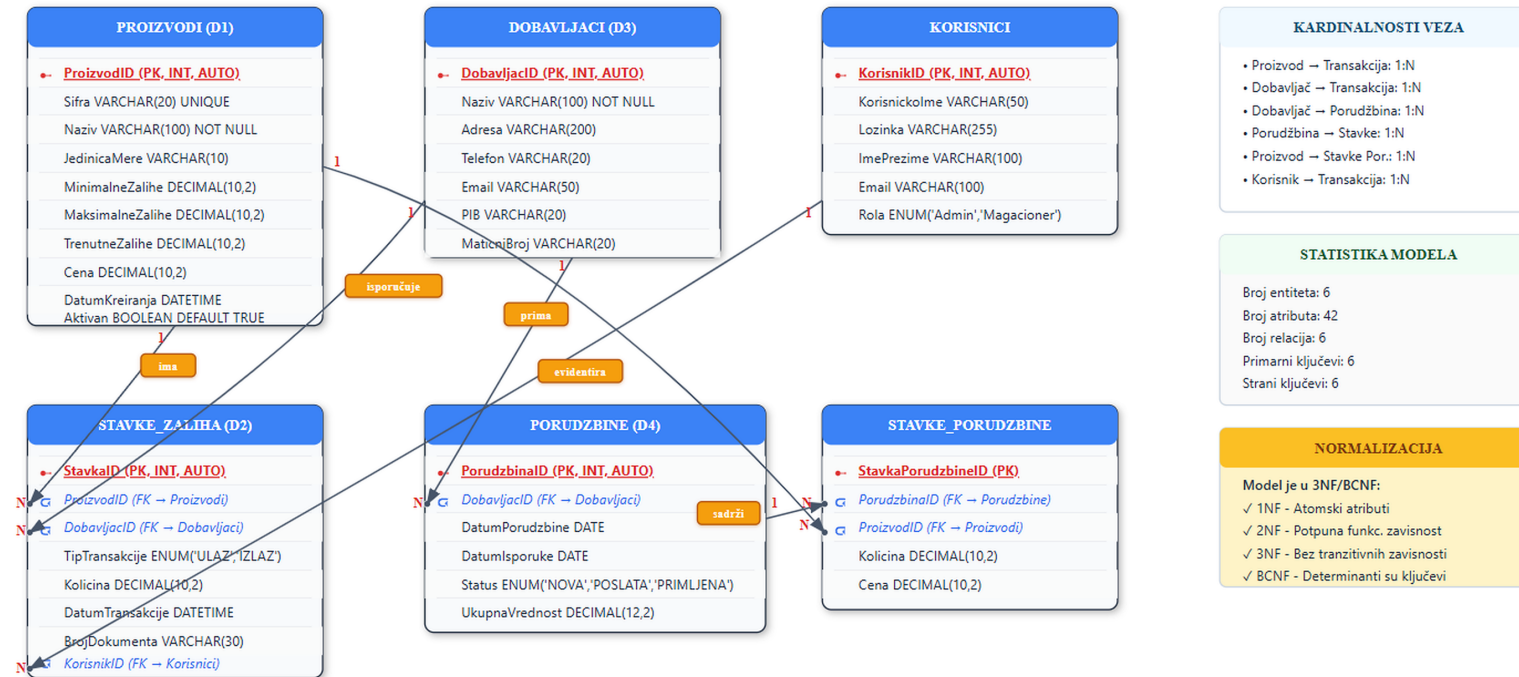 PROIZVODI (D1)
ProizvodID (PK, INT, AUTO)
Sifra VARCHAR(20) UNIQUE
Naziv VARCHAR(100) NOT NULL
JedinicaMere VARCHAR(10)
MinimalneZalihe DECIMAL(10,2)
MaksimalneZalihe DECIMAL(10,2)
TrenutneZalihe DECIMAL(10,2)
Cena DECIMAL(10,2)
DatumKreiranja DATETIME
Aktivan BOOLEAN DEFAULT TRUE
DOBAVLJACI (D3)
DobavljacID (PK, INT, AUTO)
Naziv VARCHAR(100) NOT NULL
Adresa VARCHAR(200)
Telefon VARCHAR(20)
Email VARCHAR(50)
PIB VARCHAR(20)
MaticniBroj VARCHAR(20)
KORISNICI
KorisnikID (PK, INT, AUTO)
KorisnickoIme VARCHAR(50)
Lozinka VARCHAR(255)
ImePrezime VARCHAR(100)
Email VARCHAR(100)
Rola ENUM('Admin','Magacioner')
1
1
1
1
isporučuje
prima
ima
evidentira
STAVKE_ZALIHA (D2)
StavkaID (PK, INT, AUTO)
N
ProizvodID (FK → Proizvodi)
N
DobavljacID (FK → Dobavljaci)
TipTransakcije ENUM('ULAZ','IZLAZ')
Kolicina DECIMAL(10,2)
DatumTransakcije DATETIME
BrojDokumenta VARCHAR(30)
N
KorisnikID (FK → Korisnici)
PORUDZBINE (D4)
PorudzbinaID (PK, INT, AUTO)
N
DobavljacID (FK → Dobavljaci)
DatumPorudzbine DATE
DatumIsporuke DATE
Status ENUM('NOVA','POSLATA','PRIMLJENA')
UkupnaVrednost DECIMAL(12,2)
sadrži
1
1
STAVKE_PORUDZBINE
StavkaPorudzbineID (PK)
N
PorudzbinaID (FK → Porudzbine)
N
ProizvodID (FK → Proizvodi)
Kolicina DECIMAL(10,2)
Cena DECIMAL(10,2)
KARDINALNOSTI VEZA
• Proizvod → Transakcija: 1:N
• Dobavljač → Transakcija: 1:N
• Dobavljač → Porudžbina: 1:N
• Porudžbina → Stavke: 1:N
• Proizvod → Stavke Por.: 1:N
• Korisnik → Transakcija: 1:N
STATISTIKA MODELA
Broj entiteta: 6
Broj atributa: 42
Broj relacija: 6
Primarni ključevi: 6
Strani ključevi: 6
NORMALIZACIJA
Model je u 3NF/BCNF:
✓ 1NF - Atomski atributi
✓ 2NF - Potpuna funkc. zavisnost
✓ 3NF - Bez tranzitivnih zavisnosti
✓ BCNF - Determinanti su ključevi